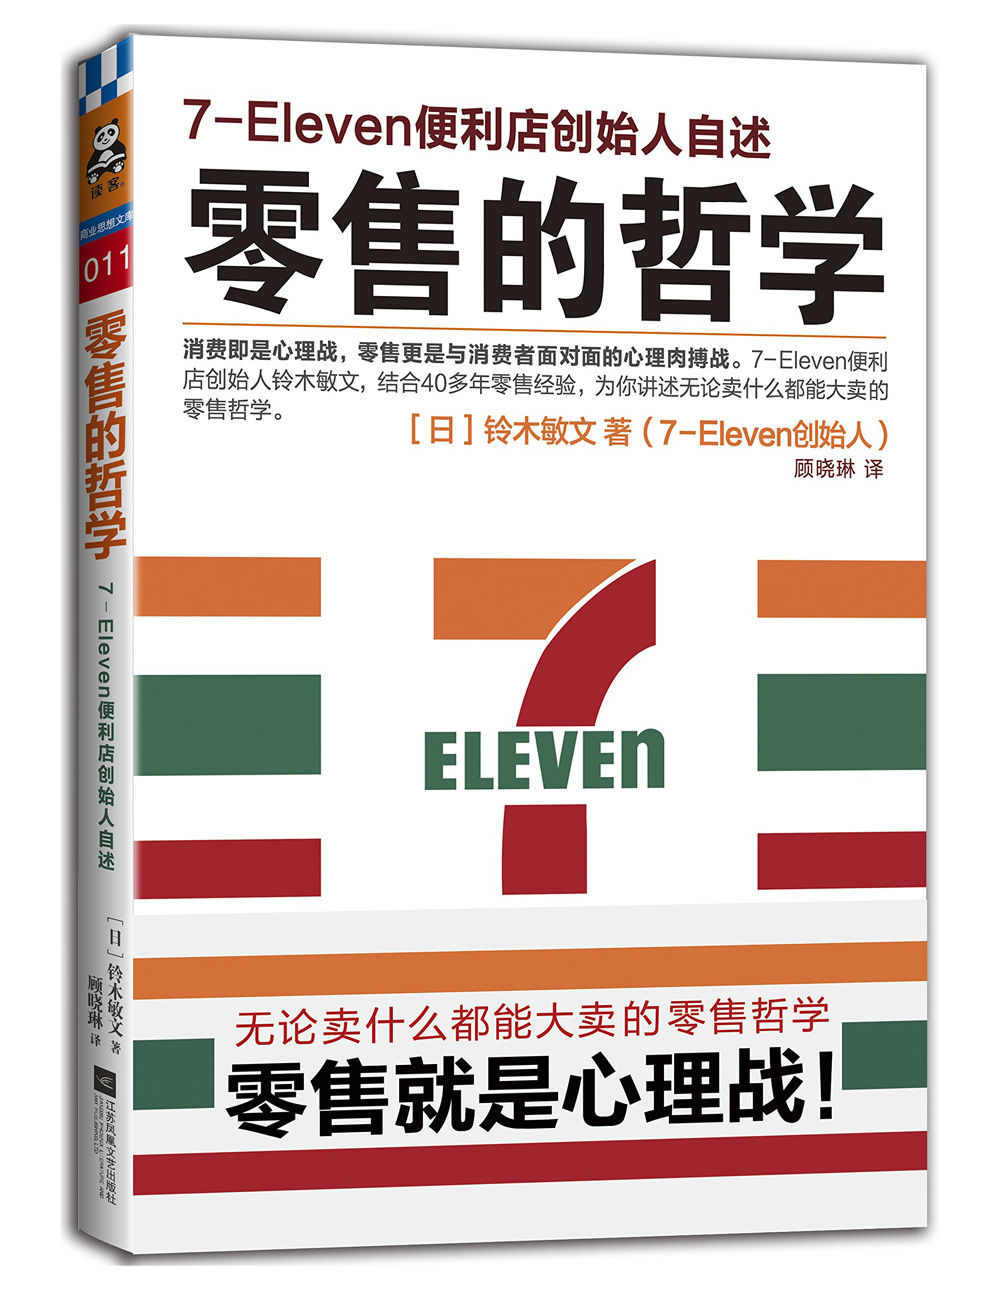 7-Eleven便利店创始人自述
零售的哲学
消费即是心理战，零售更是与消费者面对面的心理肉搏战。7-Eleven便利
店创始人铃木敏文，结合40多年零售经验，为你讲述无论卖什么都能大卖的
零售哲学。
［日］铃木敏文 著（7-Eleven创始人）
顾晓琳 译
7
ELEVEn
无论卖什么都能大卖的零售哲学
零售就是心理战！
读客
商业思想文库
011
零售的哲学
7-Eleven便利店创始人自述
［日］铃木敏文 著
顾晓琳 译
江苏凤凰文艺出版社